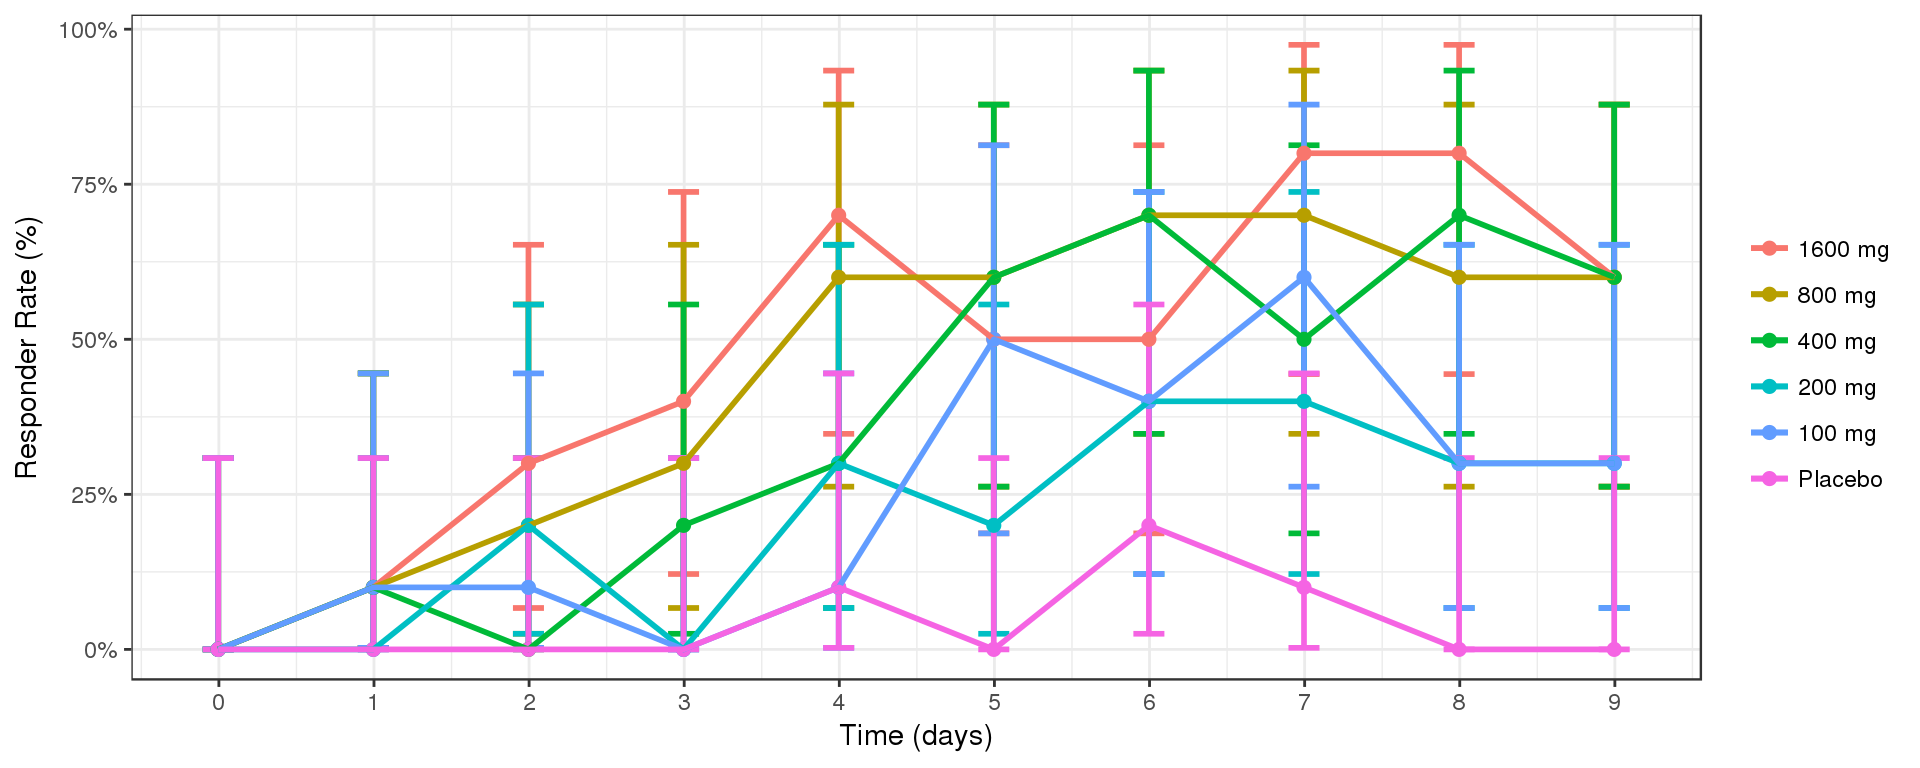 100%
75%
50%
25%
0%
Responder Rate (%)
0 1 2 3 4 5 6 7 8 9
Time (days)
1600 mg
800 mg
400 mg
200 mg
100 mg
Placebo